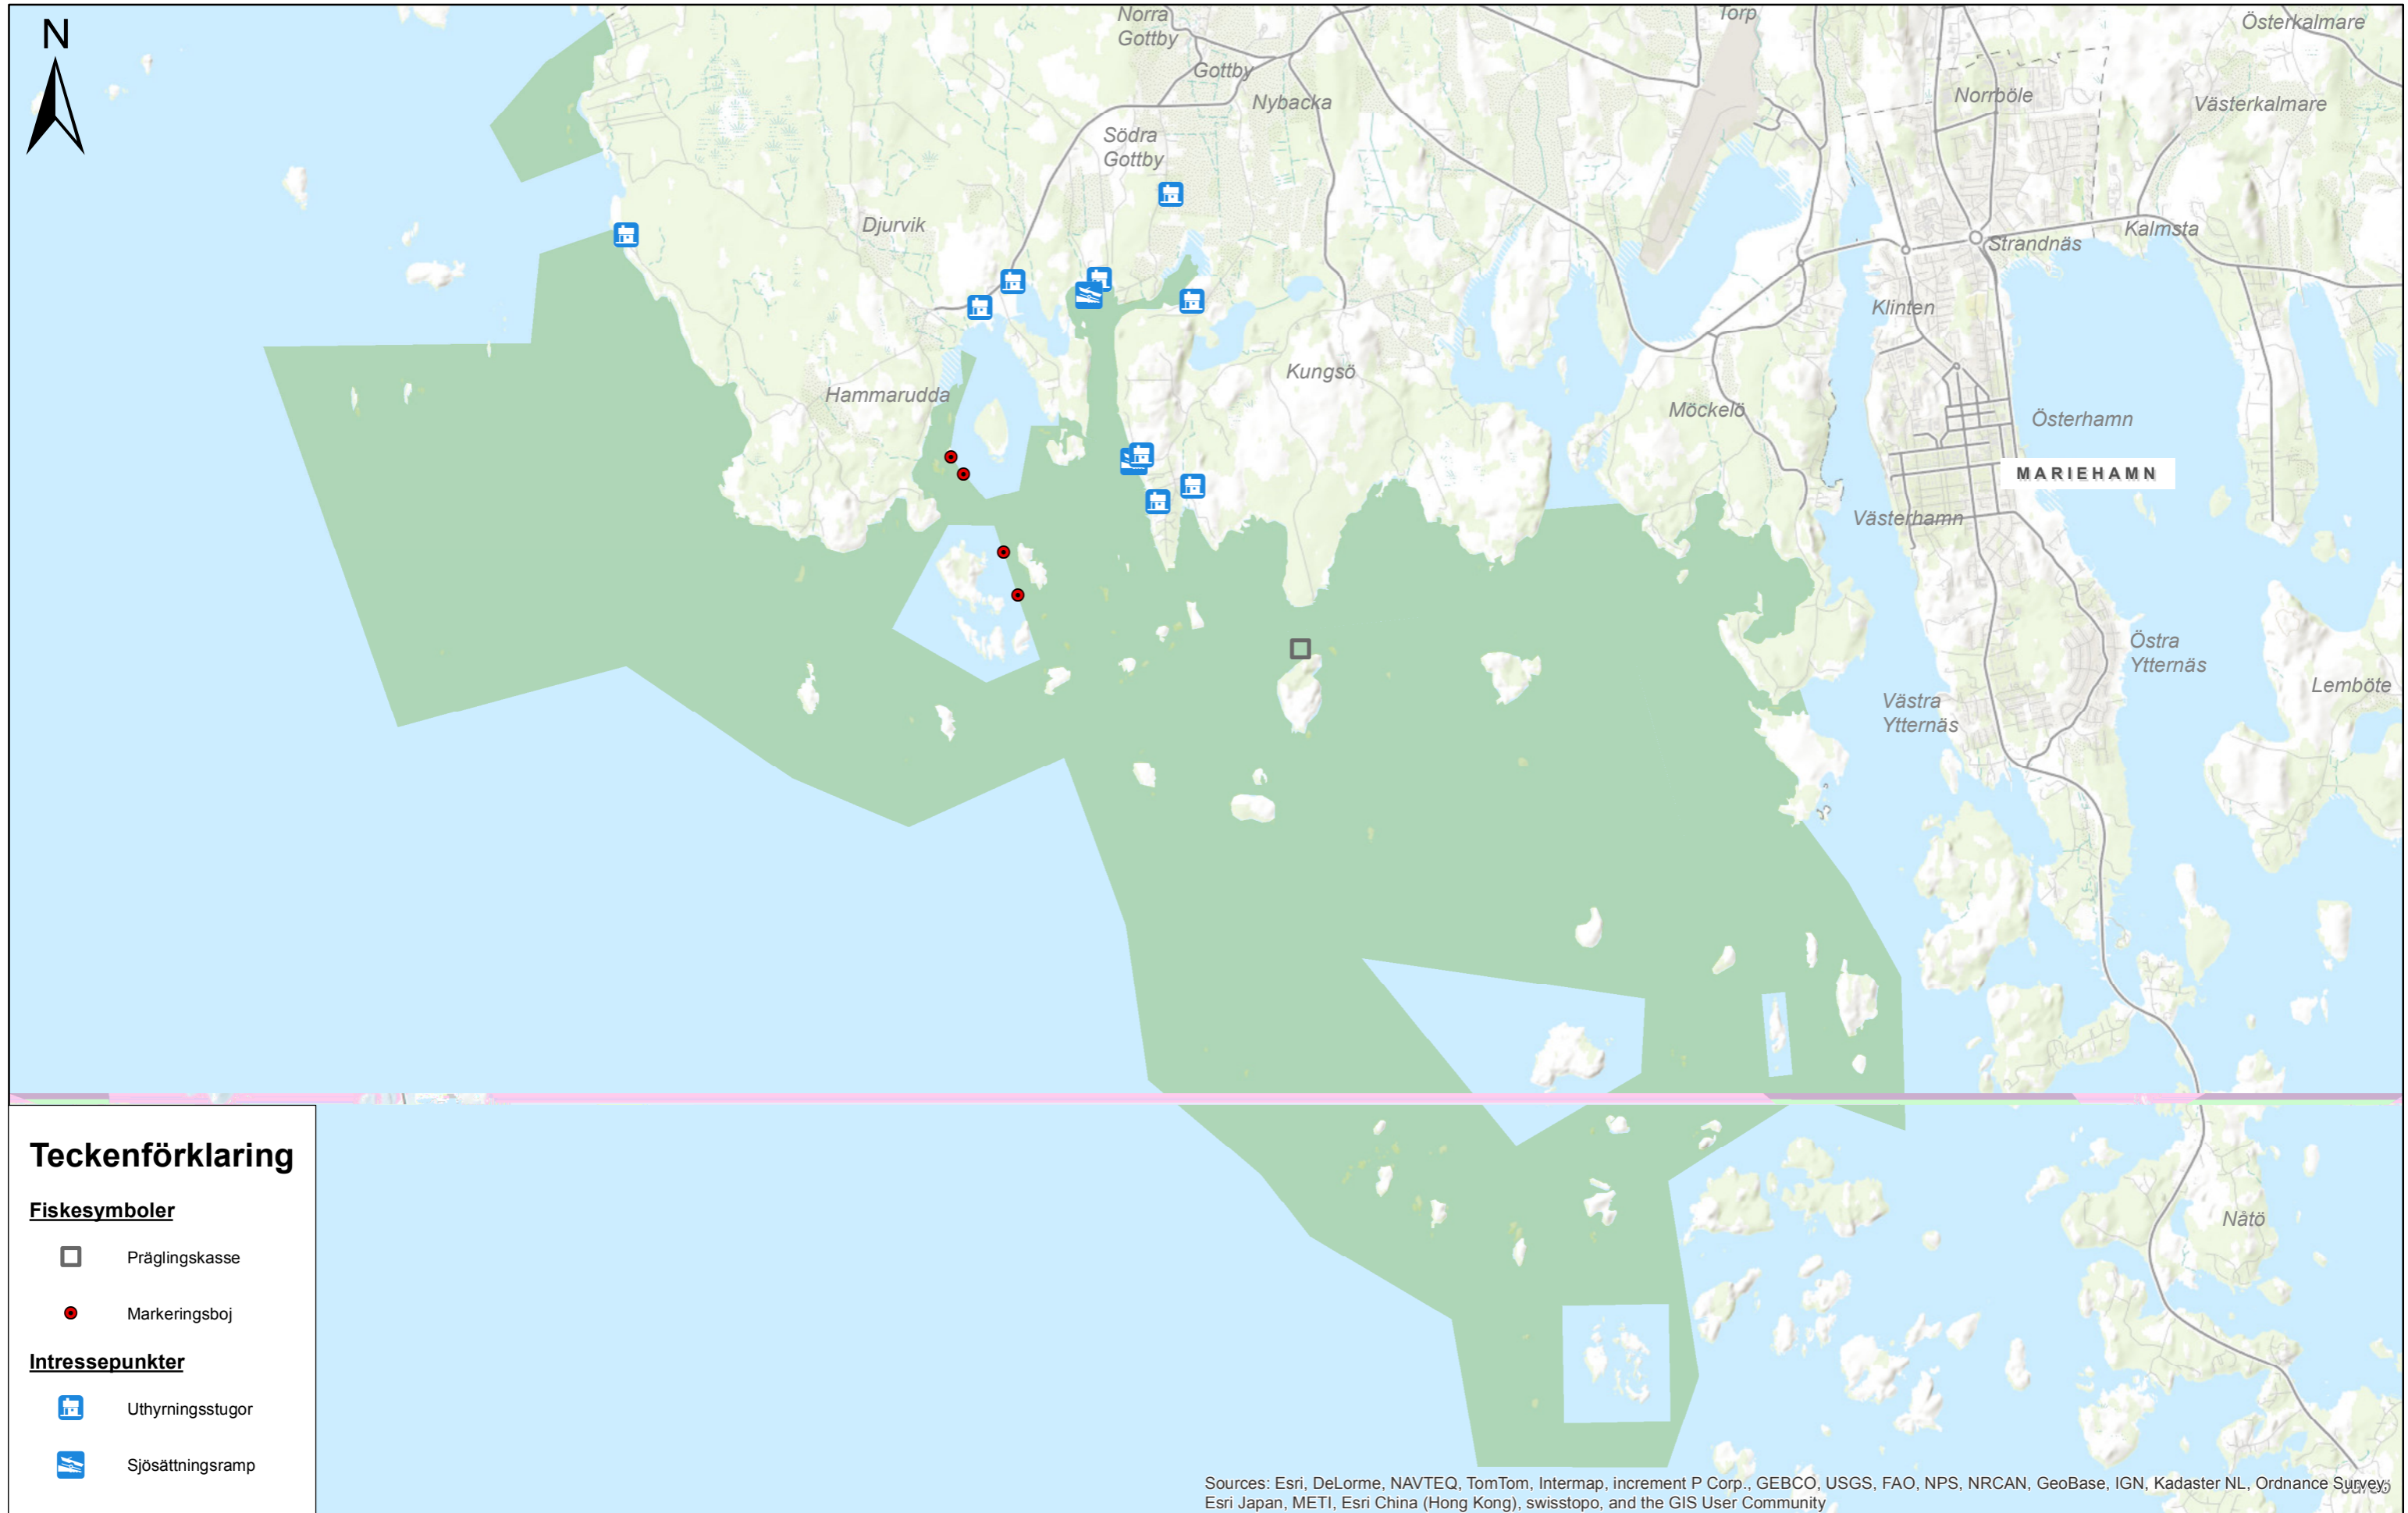 N
Norra
Gottby
Torp
Österkalmare
Gottby
Nybacka
Norrböle
Västerkalmare
Södra
Gottby
Djurvik
Kalmsta
Strandnäs
Klinten
Kungsö
Hammarudda
Möckelö
Österhamn
MARIEHAMN
Västerhamn
Östra
Ytternäs
Lemböte
Västra
Ytternäs
Teckenförklaring
Fiskesymboler
Präglingskasse
Markeringsboj
Intressepunkter
Uthyrningsstugor
Sjösättningsramp
Nåtö
Sources: Esri, DeLorme, NAVTEQ, TomTom, Intermap, increment P Corp., GEBCO, USGS, FAO, NPS, NRCAN, GeoBase, IGN, Kadaster NL, Ordnance Survey,
Esri Japan, METI, Esri China (Hong Kong), swisstopo, and the GIS User Community